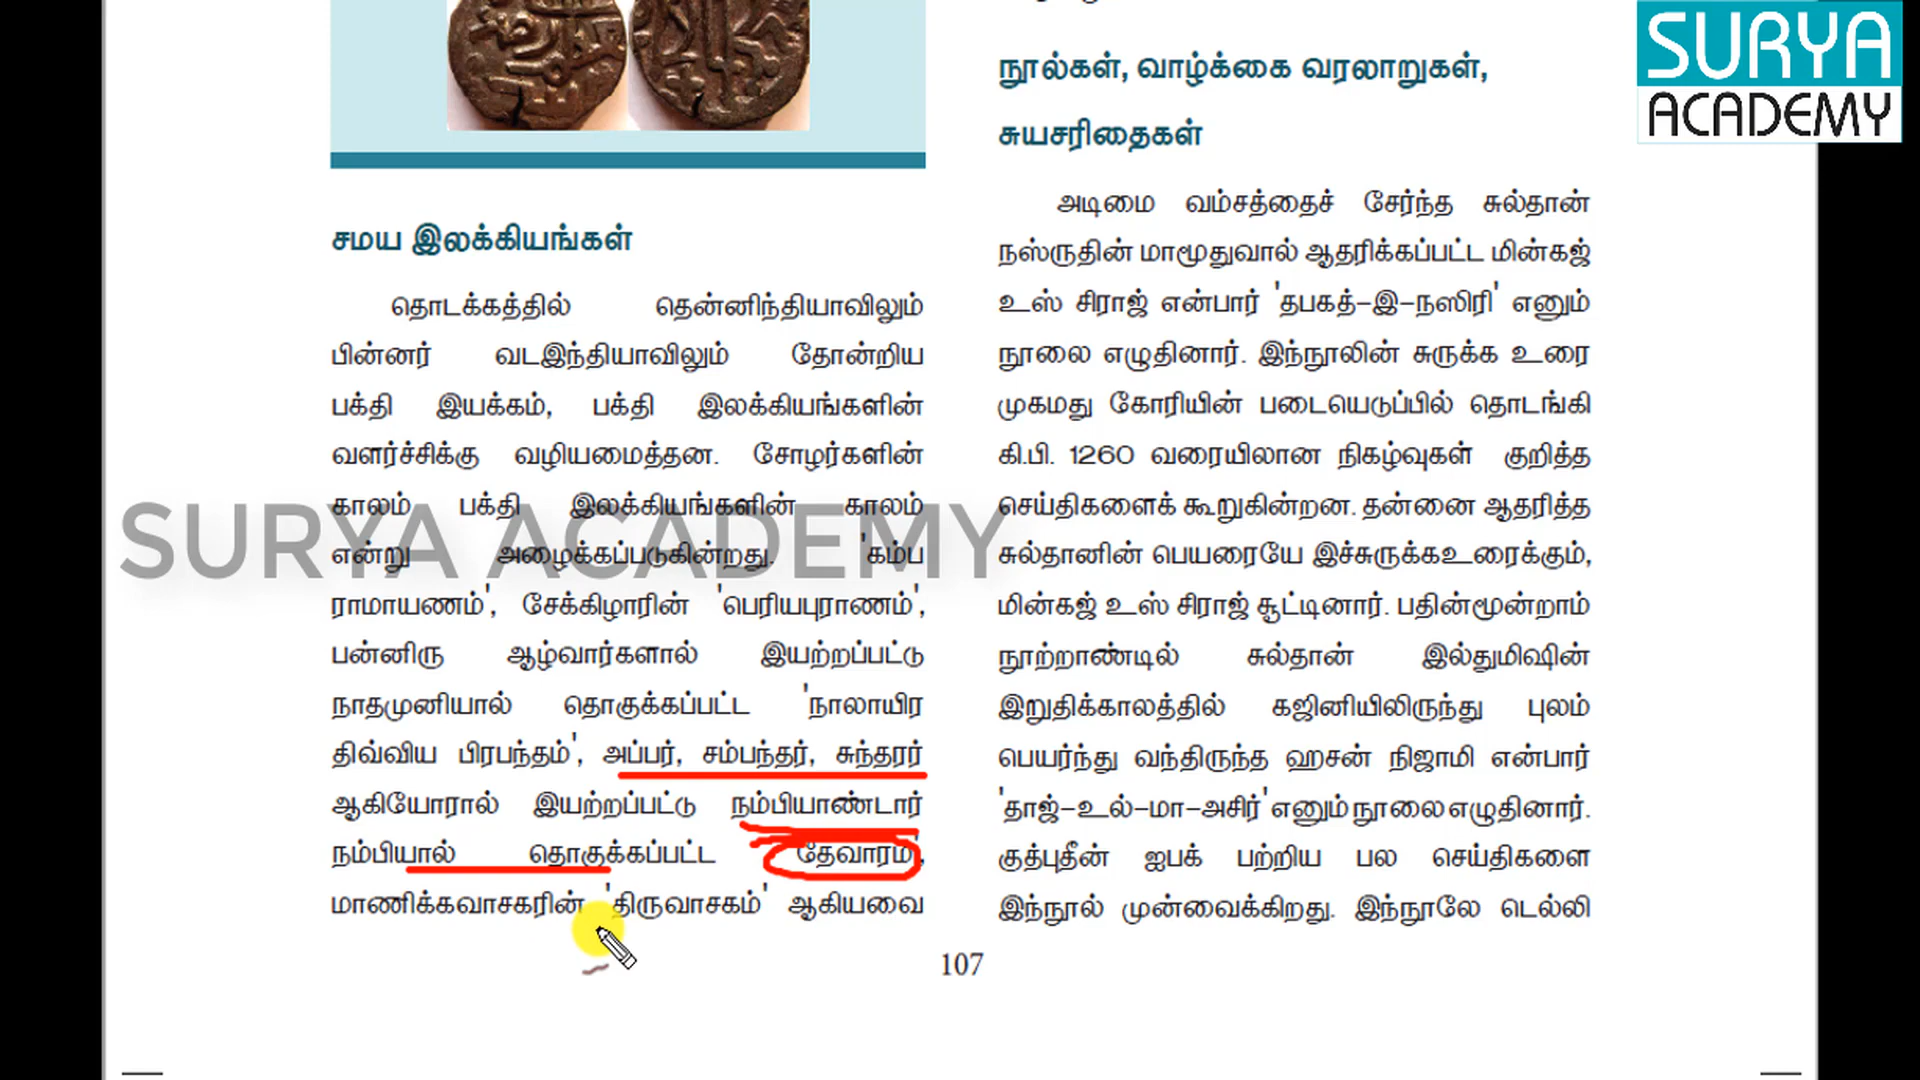 சமய இலக்கியங்கள்
தொடக்கத்தில் தென்னிந்தியாவிலும்
பின்னர் வடஇந்தியாவிலும் தோன்றிய
பக்தி இயக்கம், பக்தி இலக்கியங்களின்
வளர்ச்சிக்கு வழியமைத்தன. சோழர்களின்
காலம் பக்தி இலக்கியங்களின் காலம்
என்று அழைக்கப்படுகின்றது. 'கம்ப
ராமாயணம்', சேக்கிழாரின் 'பெரியபுராணம்',
பன்னிரு ஆழ்வார்களால் இயற்றப்பட்டு
நாதமுனியால் தொகுக்கப்பட்ட 'நாலாயிர
திவ்விய பிரபந்தம்', அப்பர், சம்பந்தர், சுந்தரர்
ஆகியோரால் இயற்றப்பட்டு நம்பியாண்டார்
நம்பியால் தொகுக்கப்பட்ட 'தேவாரம்',
மாணிக்கவாசகரின் 'திருவாசகம்' ஆகியவை
நூல்கள், வாழ்க்கை வரலாறுகள்,
சுயசரிதைகள்
அடிமை வம்சத்தைச் சேர்ந்த சுல்தான்
நஸ்ருதின் மாமூதுவால் ஆதரிக்கப்பட்ட மின்கஜ்
உஸ் சிராஜ் என்பார் 'தபகத்–இ–நஸிரி' எனும்
நூலை எழுதினார். இந்நூலின் சுருக்க உரை
முகமது கோரியின் படையெடுப்பில் தொடங்கி
கி.பி. 1260 வரையிலான நிகழ்வுகள் குறித்த
செய்திகளைக் கூறுகின்றன. தன்னை ஆதரித்த
சுல்தானின் பெயரையே இச்சுருக்கஉரைக்கும்,
மின்கஜ் உஸ் சிராஜ் சூட்டினார். பதின்மூன்றாம்
நூற்றாண்டில் சுல்தான் இல்துமிஷின்
இறுதிக்காலத்தில் கஜினியிலிருந்து புலம்
பெயர்ந்து வந்திருந்த ஹசன் நிஜாமி என்பார்
'தாஜ்–உல்–மா–அசிர்' எனும் நூலை எழுதினார்.
குத்புதீன் ஐபக் பற்றிய பல செய்திகளை
இந்நூல் முன்வைக்கிறது. இந்நூலே டெல்லி
107
SURYA ACADEMY
SURYA
ACADEMY